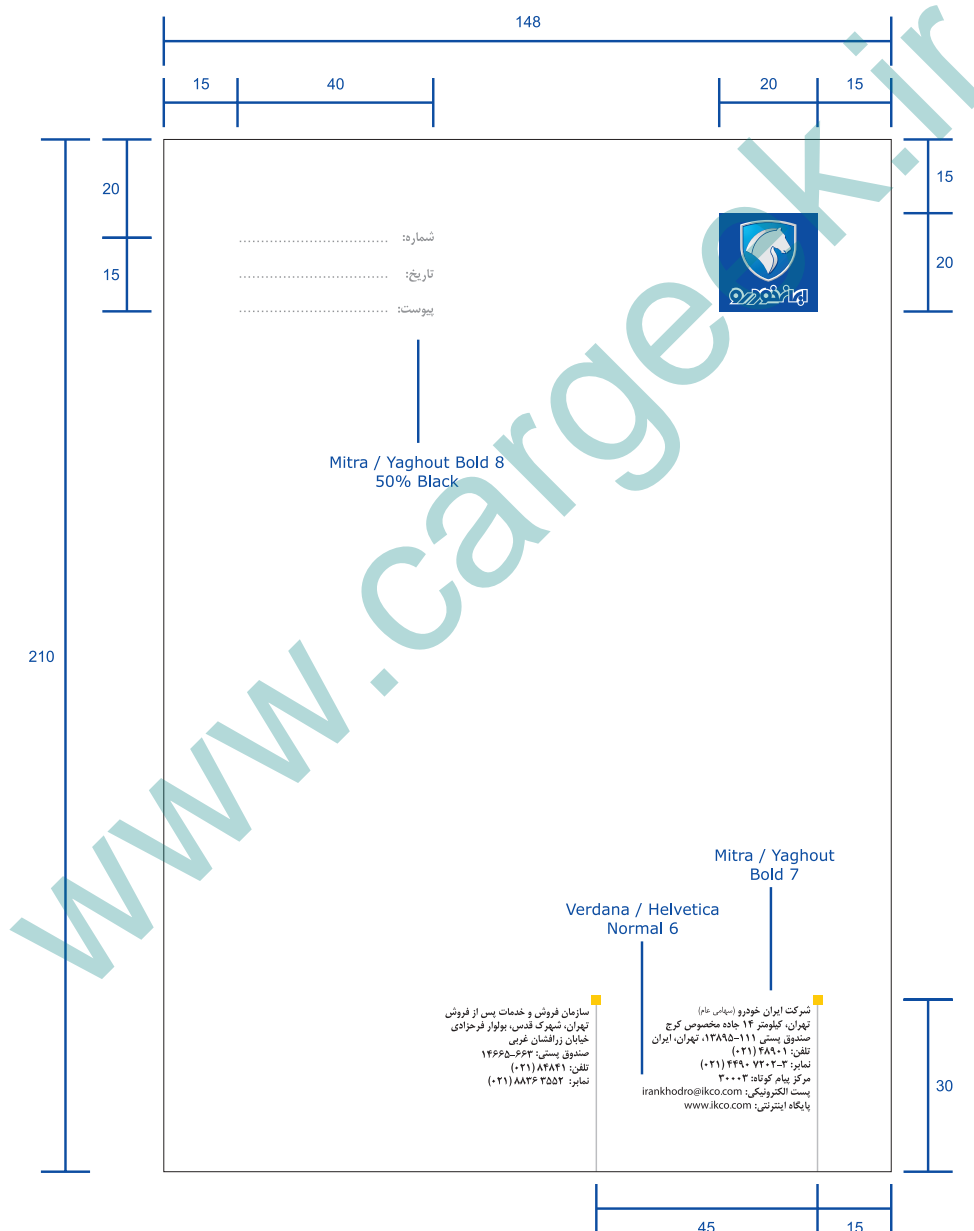 148
15
40
20
15
20
15
15
20
210
شماره: ....................................
تاریخ: ....................................
پیوست: ....................................
ایران‌خودرو
Mitra / Yaghout Bold 8
50% Black
www.cargeek.ir
Mitra / Yaghout
Bold 7
Verdana / Helvetica
Normal 6
شرکت ایران خودرو (سهامی عام)
تهران، کیلومتر ۱۴ جاده مخصوص کرج
صندوق پستی ۱۱۱-۱۳۸۹۵، تهران، ایران
تلفن: ۴۸۹۰۱ (۰۲۱)
نمابر: ۳-۷۲۰۲ ۴۴۹۰ (۰۲۱)
مرکز پیام کوتاه: ۳۰۰۰۳
پست الکترونیکی: irankhodro@ikco.com
پایگاه اینترنتی: www.ikco.com
سازمان فروش و خدمات پس از فروش
تهران، شهرک قدس، بولوار فرحزادی
خیابان زرافشان غربی
صندوق پستی: ۶۶۳-۱۴۶۶۵
تلفن: ۸۴۸۴۱ (۰۲۱)
نمابر: ۳۵۵۲ ۸۸۳۶ (۰۲۱)
30
45
15